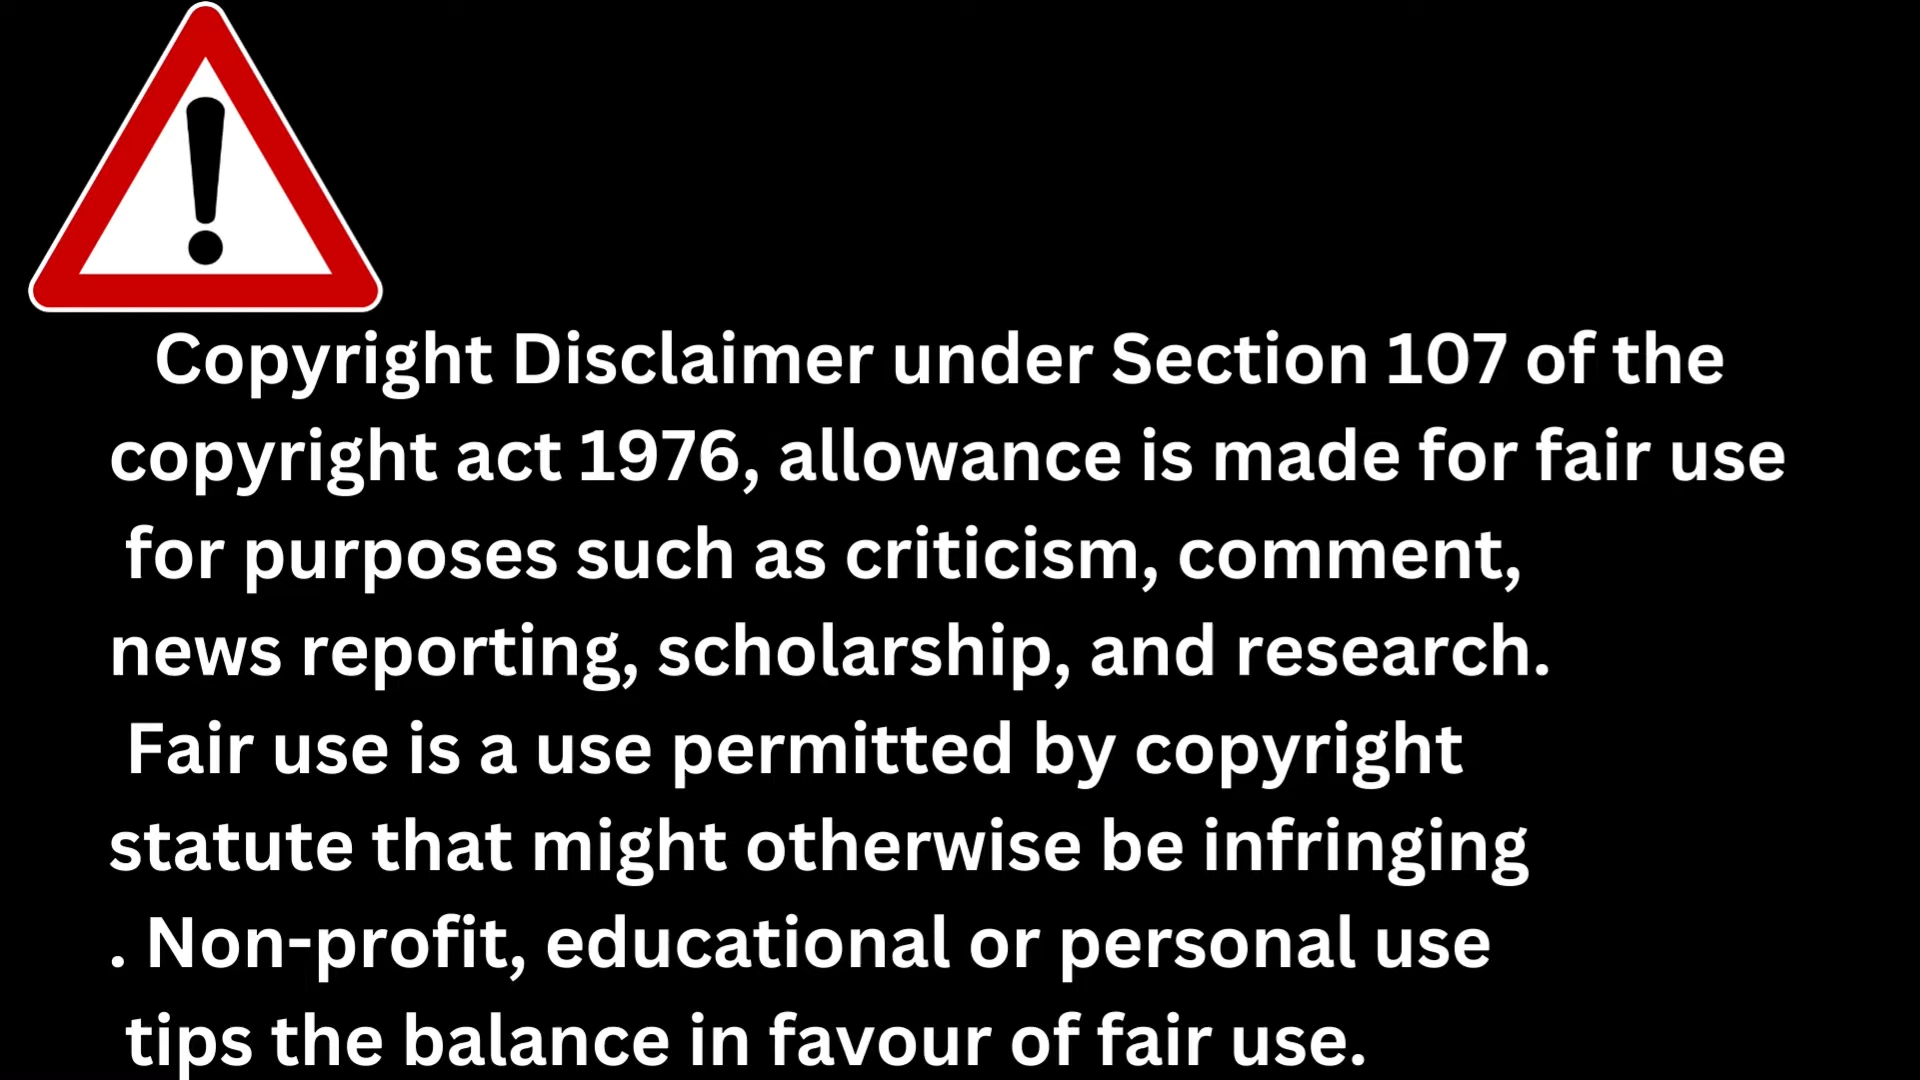 Copyright Disclaimer under Section 107 of the
copyright act 1976, allowance is made for fair use
for purposes such as criticism, comment,
news reporting, scholarship, and research.
Fair use is a use permitted by copyright
statute that might otherwise be infringing
. Non-profit, educational or personal use
tips the balance in favour of fair use.